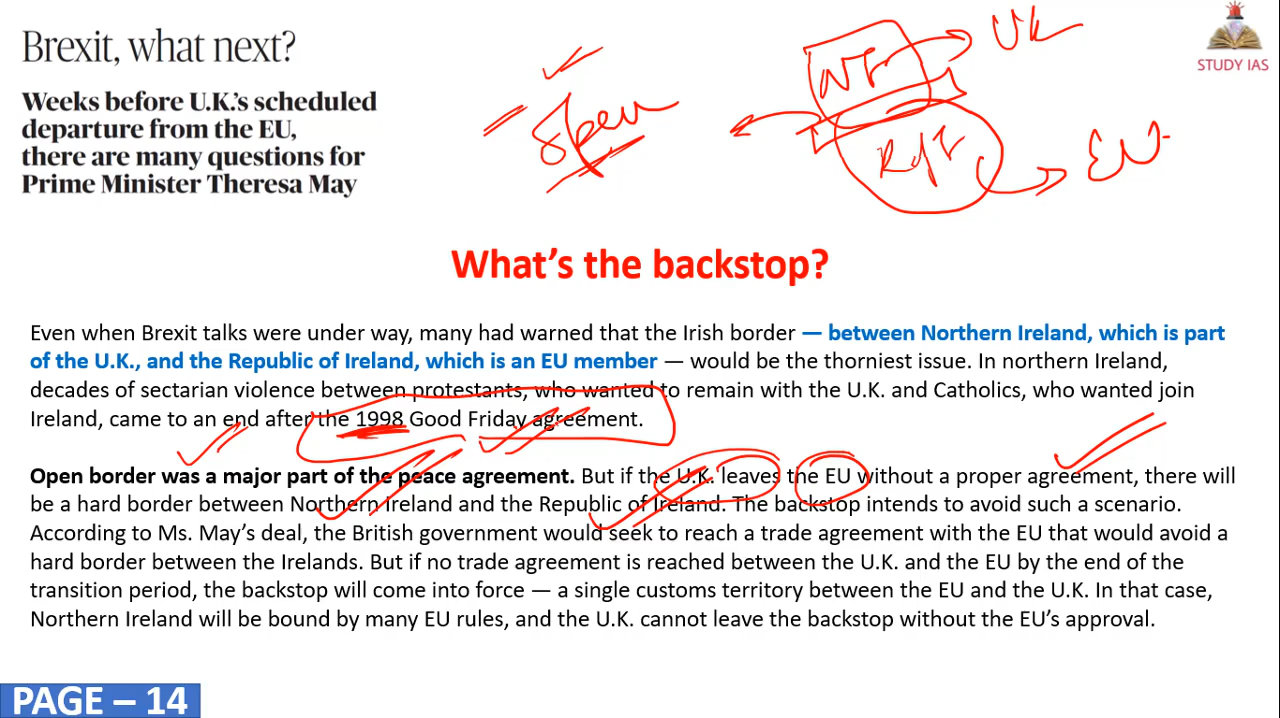 Brexit, what next?
Weeks before U.K.'s scheduled
departure from the EU,
there are many questions for
Prime Minister Theresa May
Open
NI
UK
Rof I
EU
STUDY IAS
What's the backstop?
Even when Brexit talks were under way, many had warned that the Irish border — between Northern Ireland, which is part
of the U.K., and the Republic of Ireland, which is an EU member — would be the thorniest issue. In northern Ireland,
decades of sectarian violence between protestants, who wanted to remain with the U.K. and Catholics, who wanted join
Ireland, came to an end after the 1998 Good Friday agreement.
Open border was a major part of the peace agreement. But if the U.K. leaves the EU without a proper agreement, there will
be a hard border between Northern Ireland and the Republic of Ireland. The backstop intends to avoid such a scenario.
According to Ms. May's deal, the British government would seek to reach a trade agreement with the EU that would avoid a
hard border between the Irelands. But if no trade agreement is reached between the U.K. and the EU by the end of the
transition period, the backstop will come into force — a single customs territory between the EU and the U.K. In that case,
Northern Ireland will be bound by many EU rules, and the U.K. cannot leave the backstop without the EU's approval.
PAGE – 14